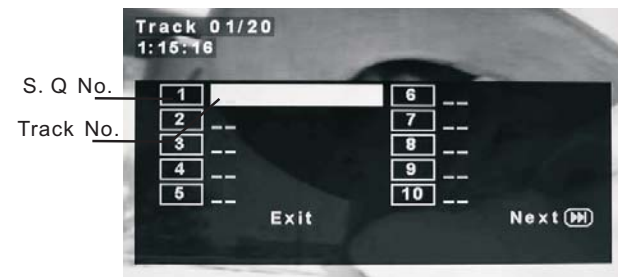 Track 01/20
1:15:16
S. Q No.
Track No.
1
2 --
3 --
4 --
5 --
6 --
7 --
8 --
9 --
10 --
Exit
Next